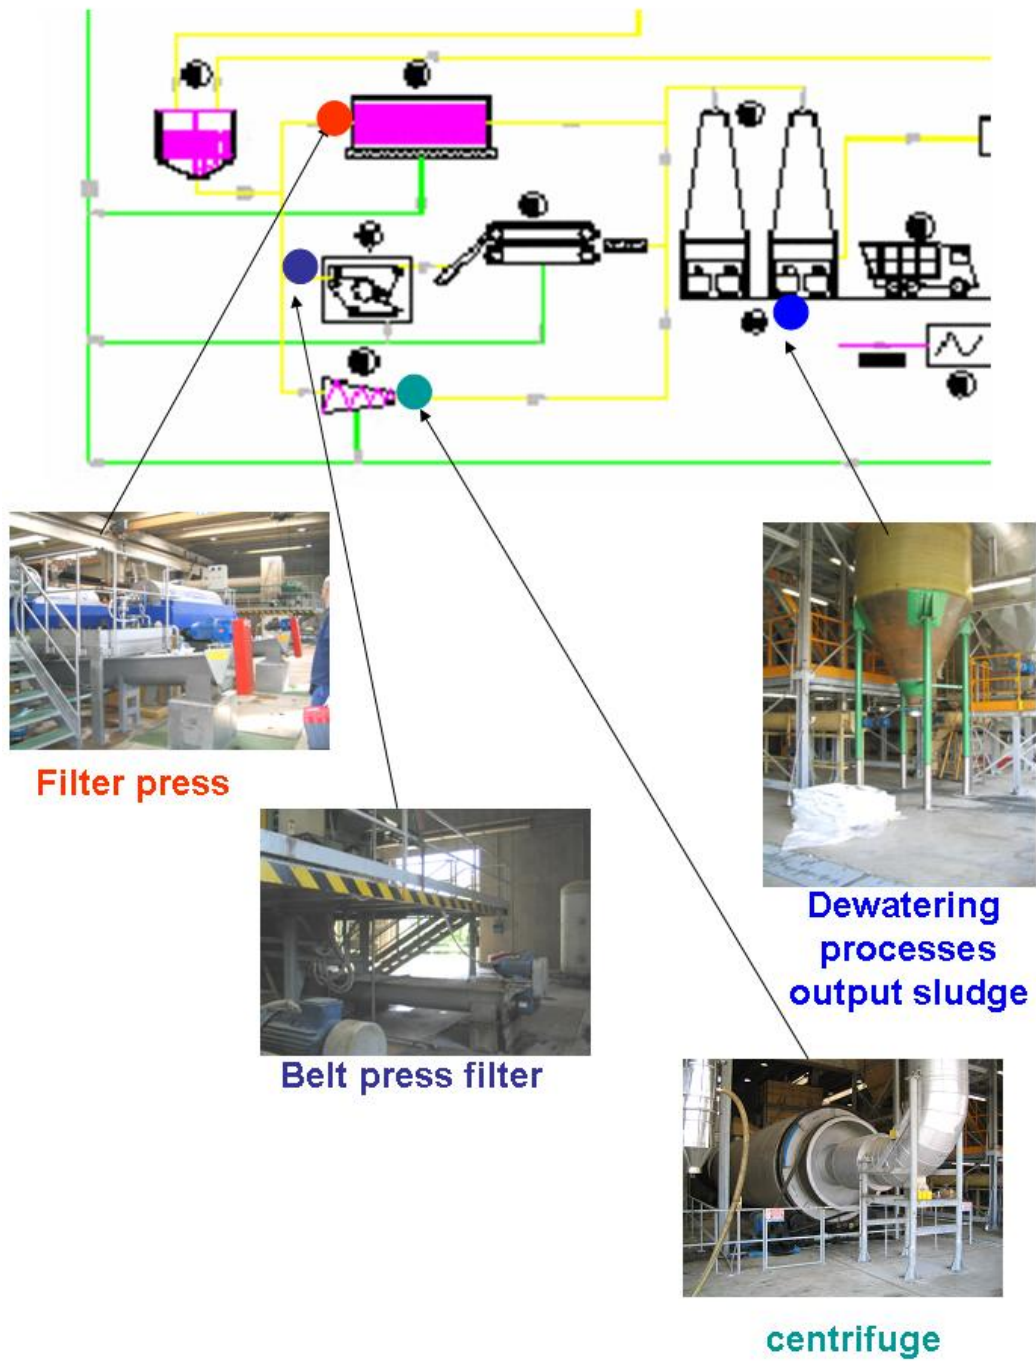 Filter press
Belt press filter
Dewatering
processes
output sludge
centrifuge